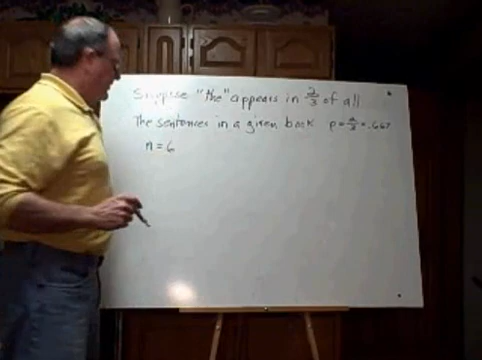 Suppose "the" appears in 2/3 of all
The sentences in a given book p = 2/3 = .667
n = 6